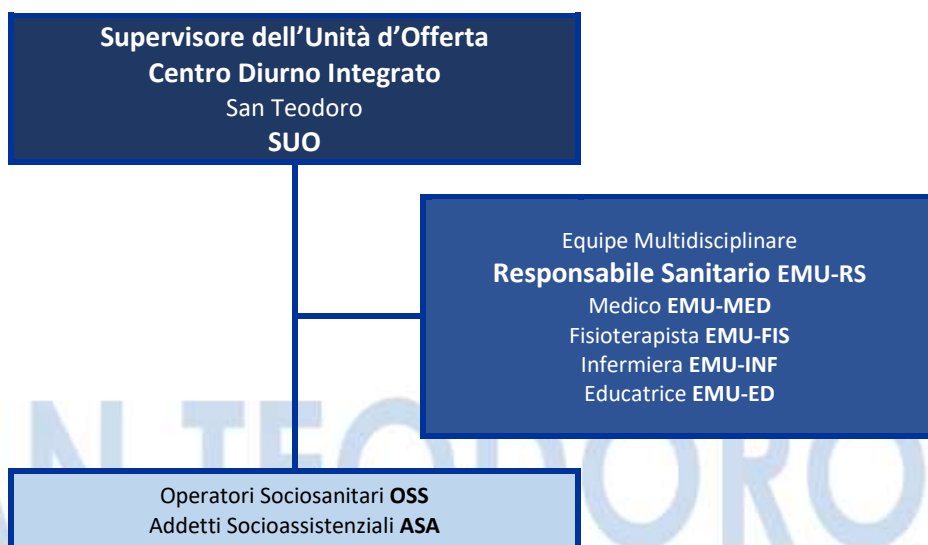 Supervisore dell’Unità d’Offerta
Centro Diurno Integrato
San Teodoro
SUO
Equipe Multidisciplinare
Responsabile Sanitario EMU-RS
Medico EMU-MED
Fisioterapista EMU-FIS
Infermiera EMU-INF
Educatrice EMU-ED
N TEODORO
Operatori Sociosanitari OSS
Addetti Socioassistenziali ASA